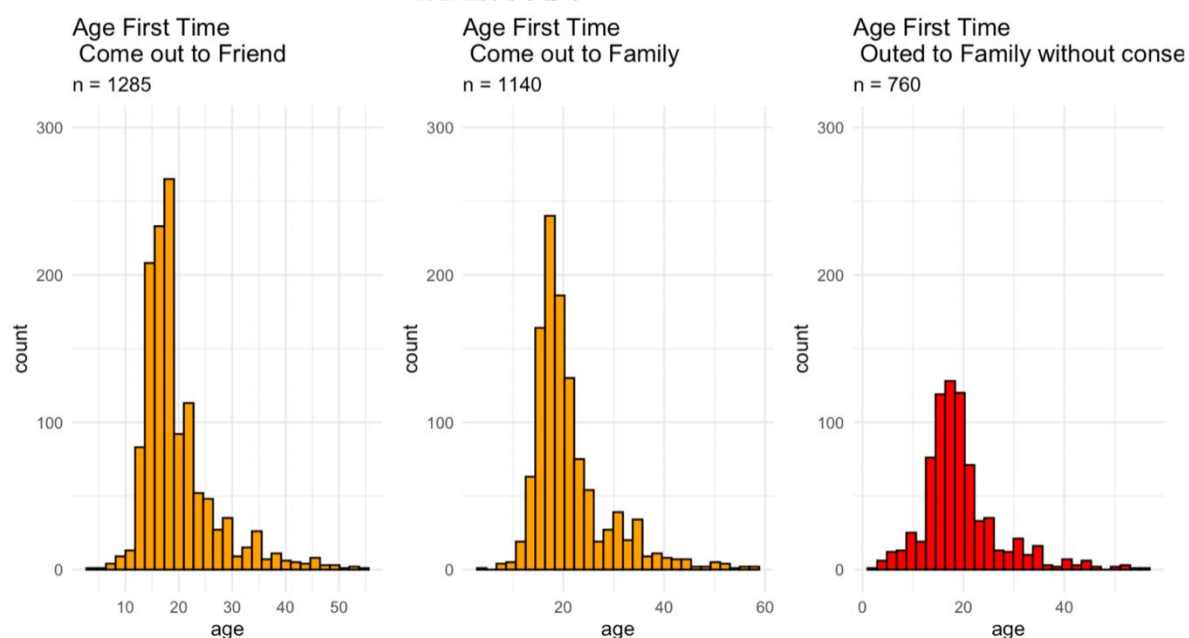 Age First Time
Come out to Friend
n = 1285
300
200
100
0
count
10 20 30 40 50
age
Age First Time
Come out to Family
n = 1140
300
200
100
0
count
20 40 60
age
Age First Time
Outed to Family without conse
n = 760
300
200
100
0
count
0 20 40
age